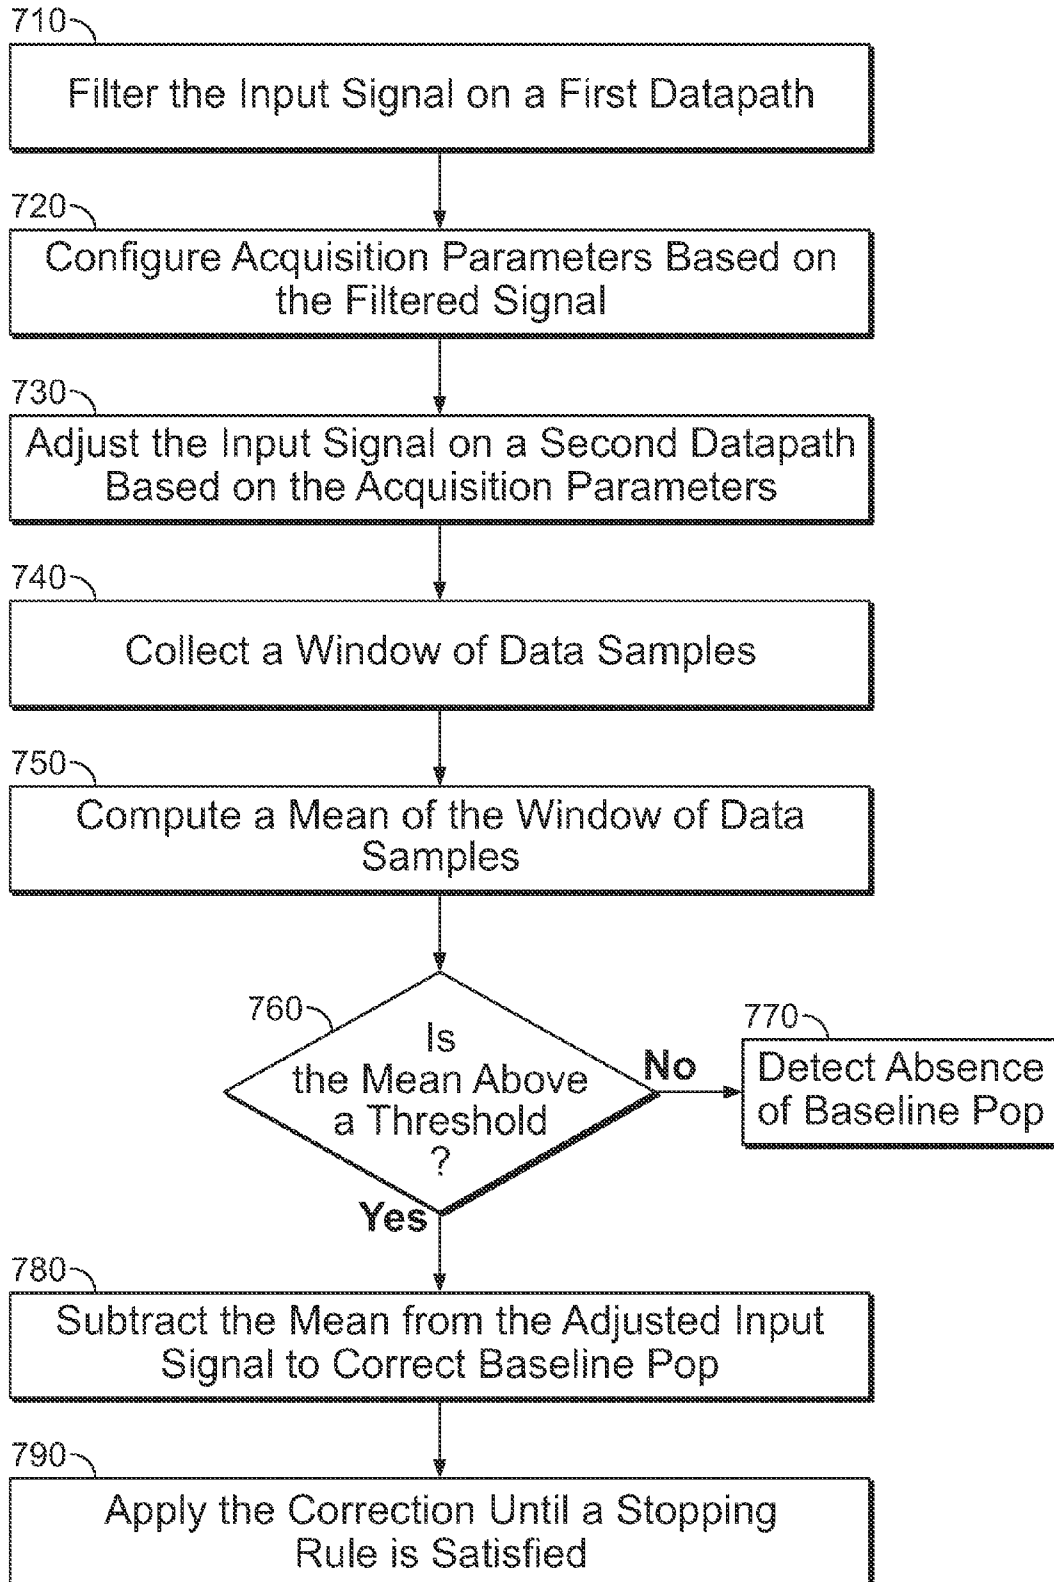 710
Filter the Input Signal on a First Datapath
720
Configure Acquisition Parameters Based on
the Filtered Signal
730
Adjust the Input Signal on a Second Datapath
Based on the Acquisition Parameters
740
Collect a Window of Data Samples
750
Compute a Mean of the Window of Data
Samples
760
Is
the Mean Above
a Threshold
?
No
770
Detect Absence
of Baseline Pop
Yes
780
Subtract the Mean from the Adjusted Input
Signal to Correct Baseline Pop
790
Apply the Correction Until a Stopping
Rule is Satisfied